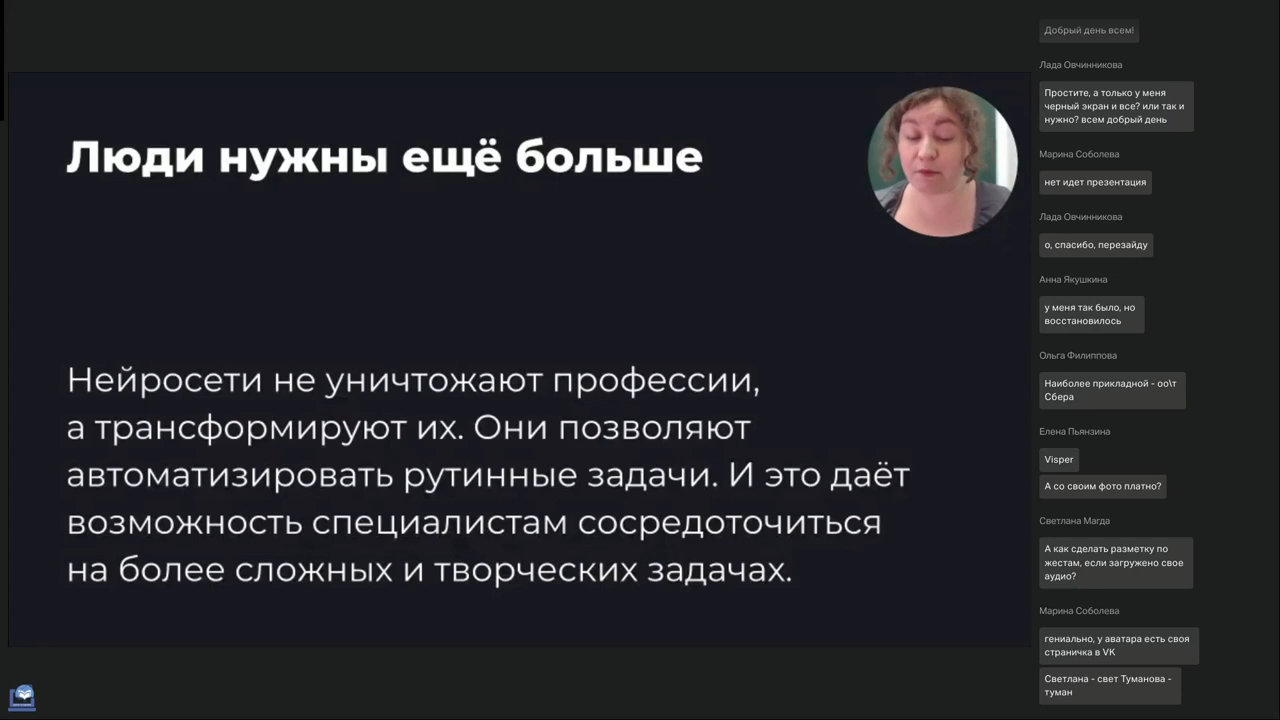 Люди нужны ещё больше
Нейросети не уничтожают профессии,
а трансформируют их. Они позволяют
автоматизировать рутинные задачи. И это даёт
возможность специалистам сосредоточиться
на более сложных и творческих задачах.
Добрый день всем!
Лада Овчинникова
Простите, а только у меня
черный экран и все? или так и
нужно? всем добрый день
Марина Соболева
нет идет презентация
Лада Овчинникова
о, спасибо, перезайду
Анна Якушкина
у меня так было, но
восстановилось
Ольга Филиппова
Наиболее прикладной - оо\т
Сбера
Елена Пьянзина
Visper
А со своим фото платно?
Светлана Магда
А как сделать разметку по
жестам, если загружено свое
аудио?
Марина Соболева
гениально, у аватара есть своя
страничка в VK
Светлана - свет Туманова -
туман